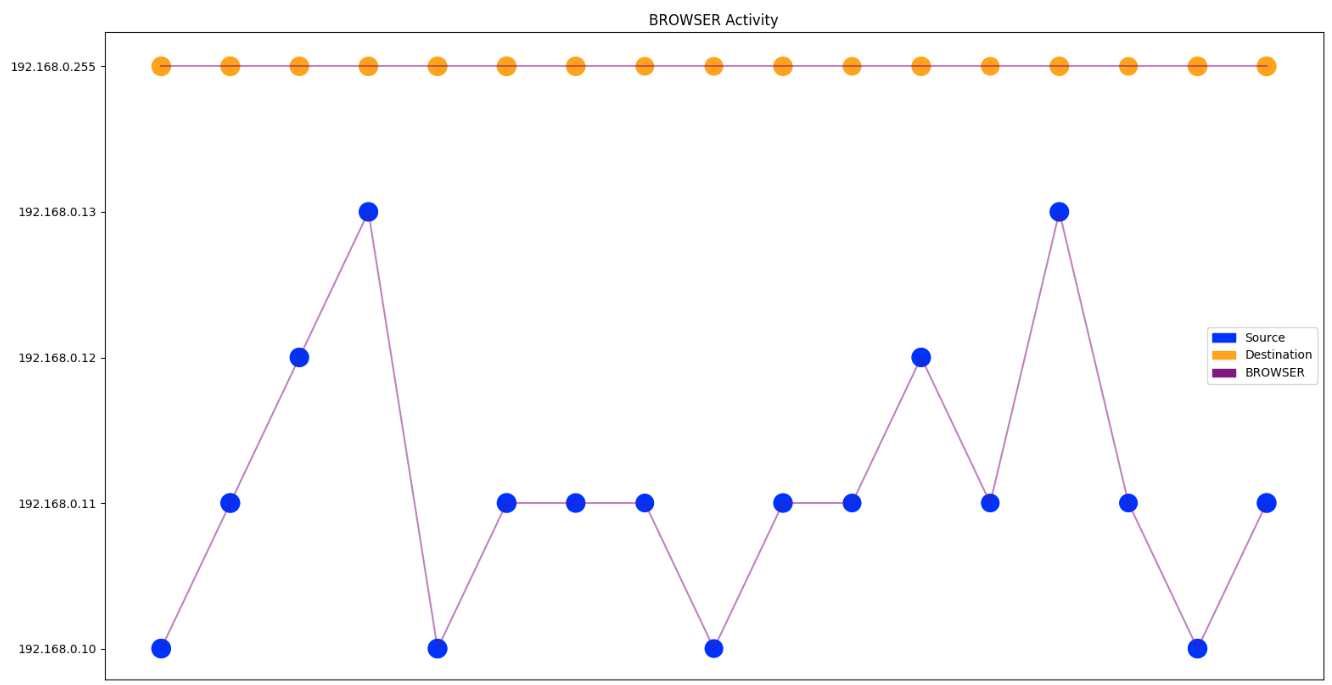 BROWSER Activity
192.168.0.255
192.168.0.13
192.168.0.12
192.168.0.11
192.168.0.10
Source
Destination
BROWSER